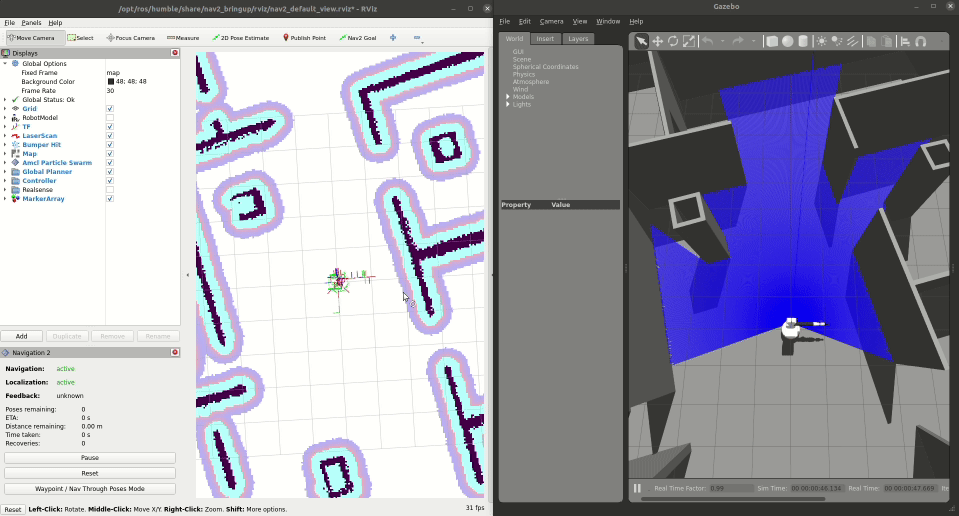 /opt/ros/humble/share/nav2_bringup/rviz/nav2_default_view.rviz* - RViz
File Panels Help
Move Camera Select Focus Camera Measure 2D Pose Estimate Publish Point Nav2 Goal
Displays
Global Options
Fixed Frame map
Background Color 48; 48; 48
Frame Rate 30
Global Status: Ok
Grid
RobotModel
TF
LaserScan
Bumper Hit
Map
Amcl Particle Swarm
Global Planner
Controller
Realsense
MarkerArray
Add Duplicate Remove Rename
Navigation 2
Navigation: active
Localization: active
Feedback: unknown
Poses remaining: 0
ETA: 0 s
Distance remaining: 0.00 m
Time taken: 0 s
Recoveries: 0
Pause
Reset
Waypoint / Nav Through Poses Mode
Reset Left-Click: Rotate. Middle-Click: Move X/Y. Right-Click: Zoom. Shift: More options. 31 fps
Gazebo
File Edit Camera View Window Help
World Insert Layers
GUI
Scene
Spherical Coordinates
Physics
Atmosphere
Wind
Models
Lights
Property Value
Real Time Factor: 0.99 Sim Time: 00 00:00:46.134 Real Time: 00 00:00:47.669 Ite